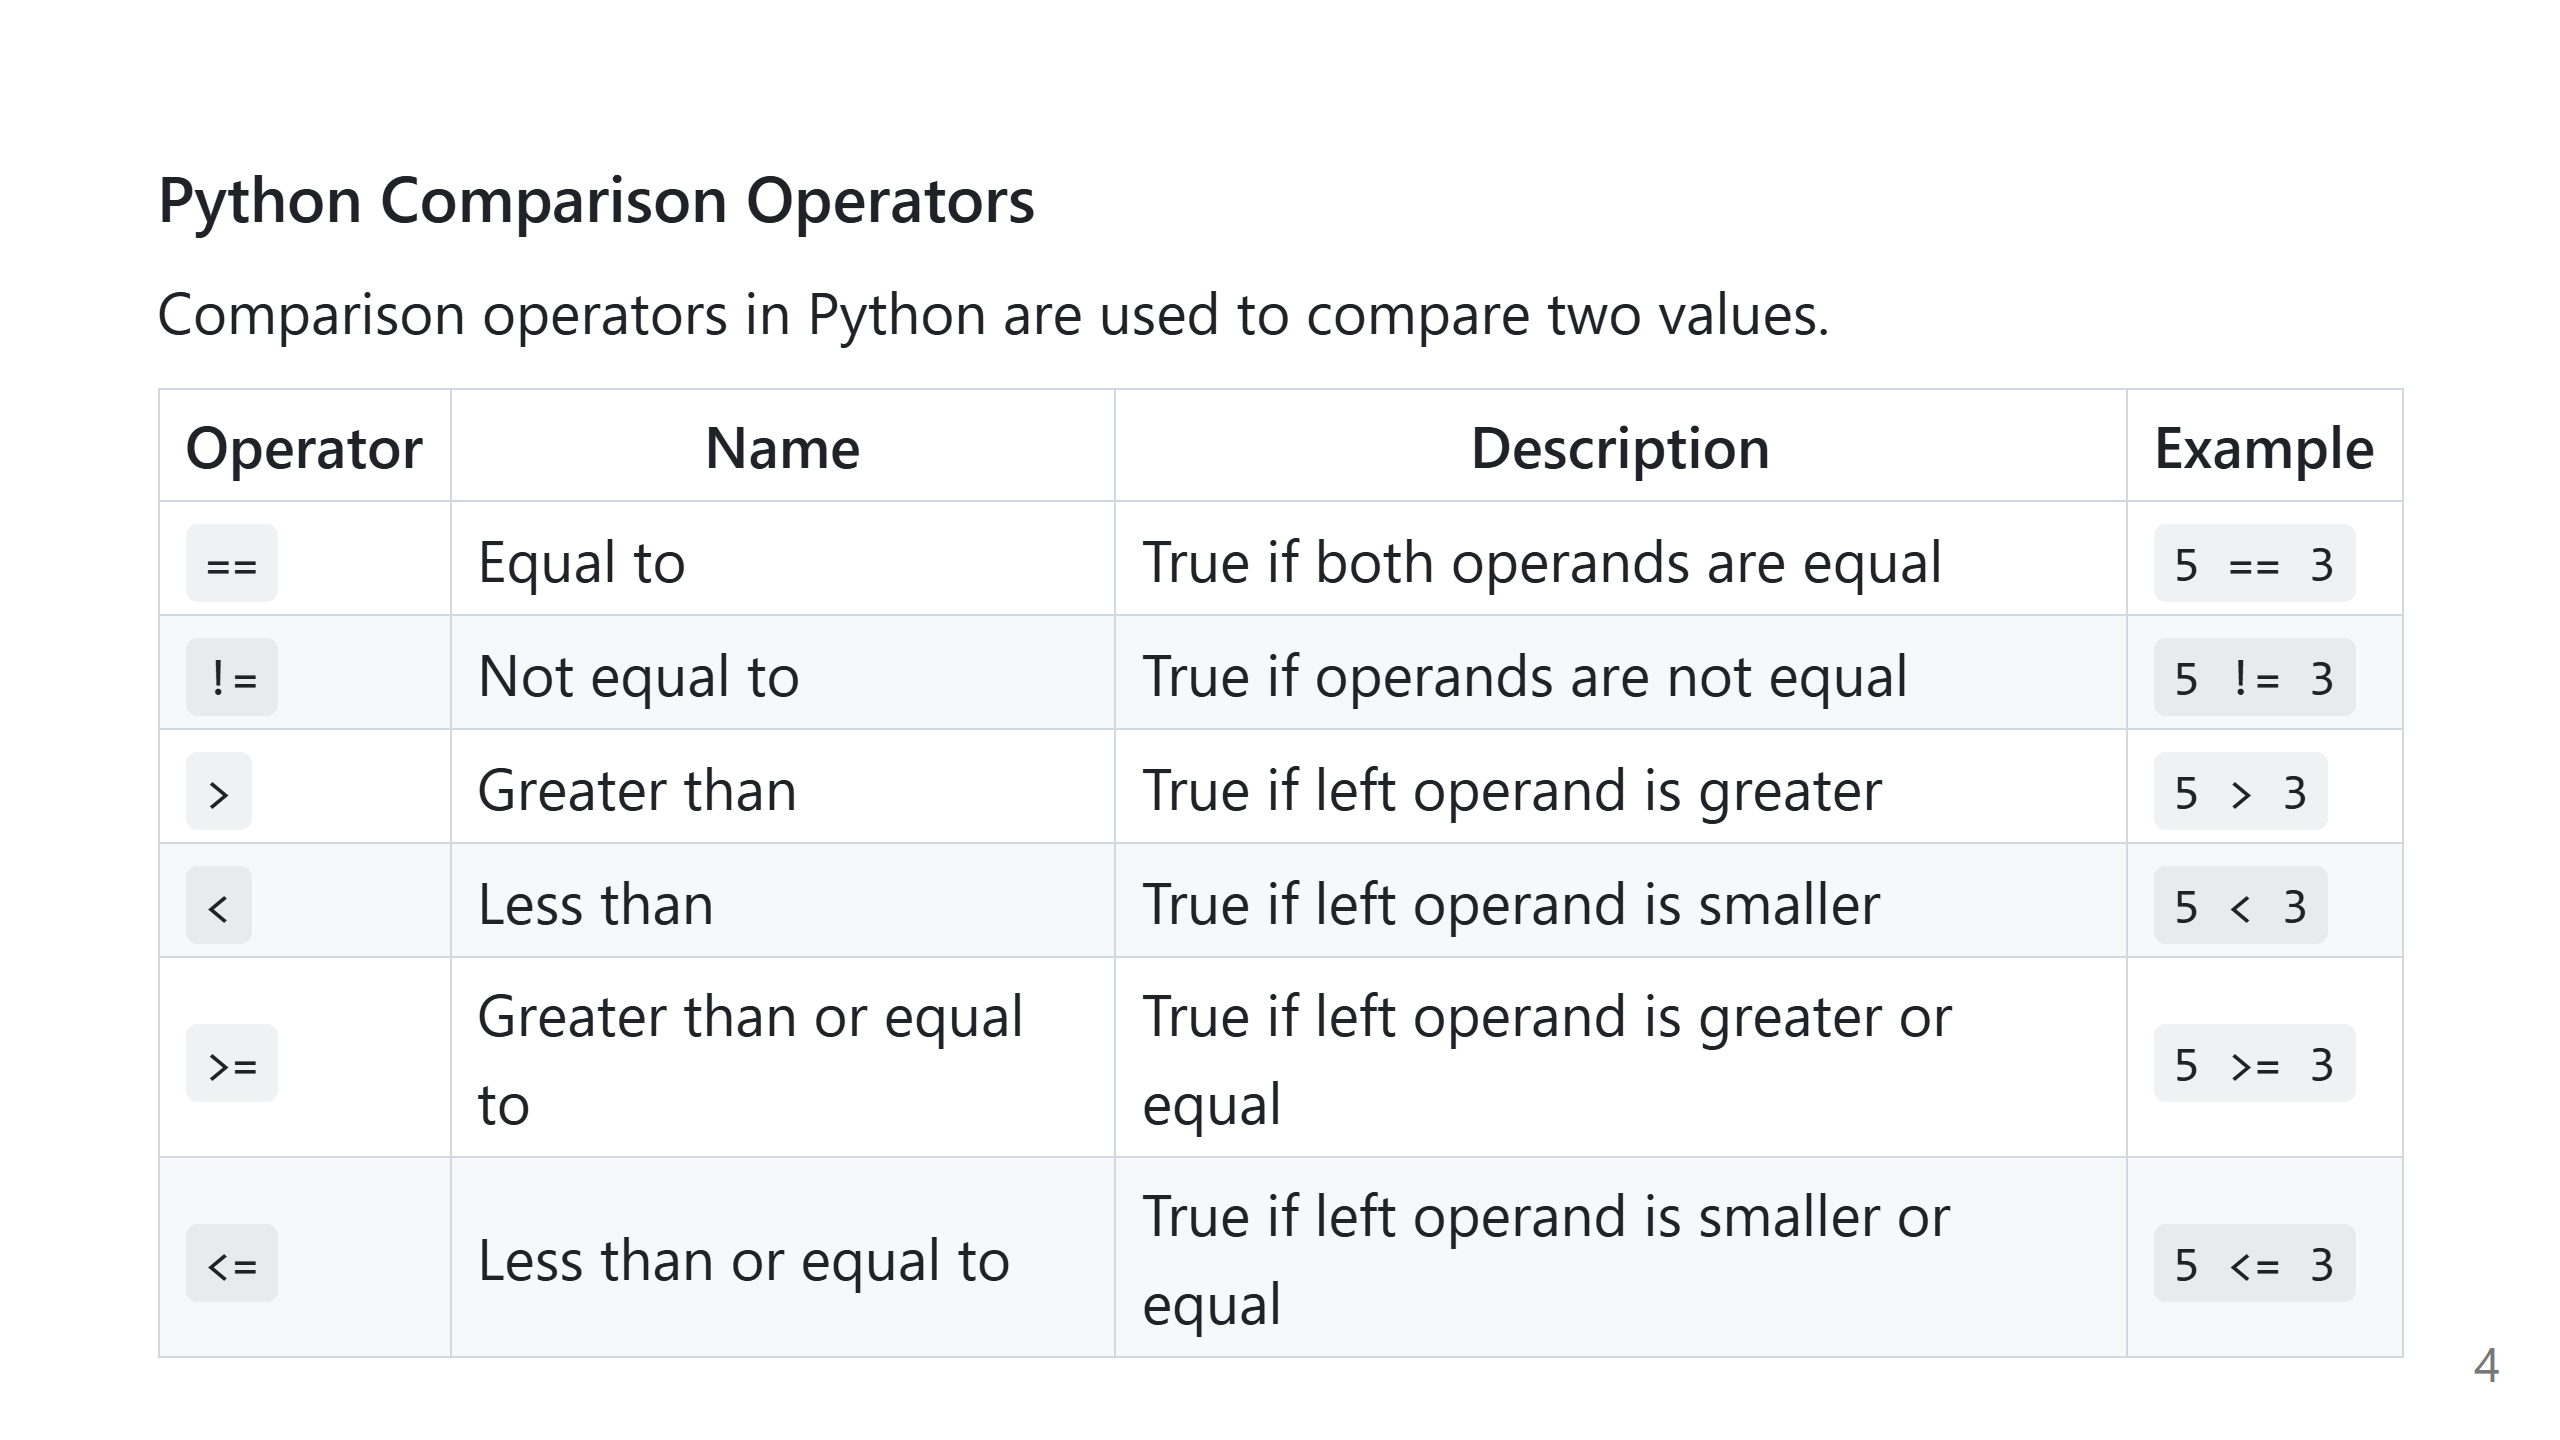 Python Comparison Operators
Comparison operators in Python are used to compare two values.
Operator Name Description Example
== Equal to True if both operands are equal 5 == 3
!= Not equal to True if operands are not equal 5 != 3
> Greater than True if left operand is greater 5 > 3
< Less than True if left operand is smaller 5 < 3
>= Greater than or equal to True if left operand is greater or equal 5 >= 3
<= Less than or equal to True if left operand is smaller or equal 5 <= 3
4